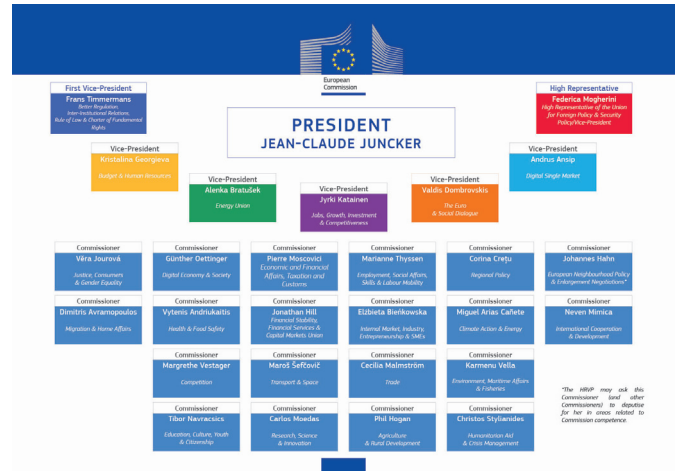 European
Commission
First Vice-President
Frans Timmermans
Better Regulation,
Inter-Institutional Relations,
Rule of Law & Charter of Fundamental
Rights
High Representative
Federica Mogherini
High Representative of the Union
for Foreign Policy & Security
Policy/Vice-President
PRESIDENT
JEAN-CLAUDE JUNCKER
Vice-President
Kristalina Georgieva
Budget & Human Resources
Vice-President
Andrus Ansip
Digital Single Market
Vice-President
Alenka Bratušek
Energy Union
Vice-President
Jyrki Katainen
Jobs, Growth, Investment
& Competitiveness
Vice-President
Valdis Dombrovskis
The Euro
& Social Dialogue
Commissioner
Věra Jourová
Justice, Consumers
& Gender Equality
Commissioner
Günther Oettinger
Digital Economy & Society
Commissioner
Pierre Moscovici
Economic and Financial
Affairs, Taxation and
Customs
Commissioner
Marianne Thyssen
Employment, Social Affairs,
Skills & Labour Mobility
Commissioner
Corina Crețu
Regional Policy
Commissioner
Johannes Hahn
European Neighbourhood Policy
& Enlargement Negotiations*
Commissioner
Dimitris Avramopoulos
Migration & Home Affairs
Commissioner
Vytenis Andriukaitis
Health & Food Safety
Commissioner
Jonathan Hill
Financial Stability,
Financial Services &
Capital Markets Union
Commissioner
Elżbieta Bieńkowska
Internal Market, Industry,
Entrepreneurship & SMEs
Commissioner
Miguel Arias Cañete
Climate Action & Energy
Commissioner
Neven Mimica
International Cooperation
& Development
Commissioner
Margrethe Vestager
Competition
Commissioner
Maroš Šefčovič
Transport & Space
Commissioner
Cecilia Malmström
Trade
Commissioner
Karmenu Vella
Environment, Maritime Affairs
& Fisheries
Commissioner
Tibor Navracsics
Education, Culture, Youth
& Citizenship
Commissioner
Carlos Moedas
Research, Science
& Innovation
Commissioner
Phil Hogan
Agriculture
& Rural Development
Commissioner
Christos Stylianides
Humanitarian Aid
& Crisis Management
*The HRVP may ask this
Commissioner (and other
Commissioners) to deputise
for her in areas related to
Commission competence.